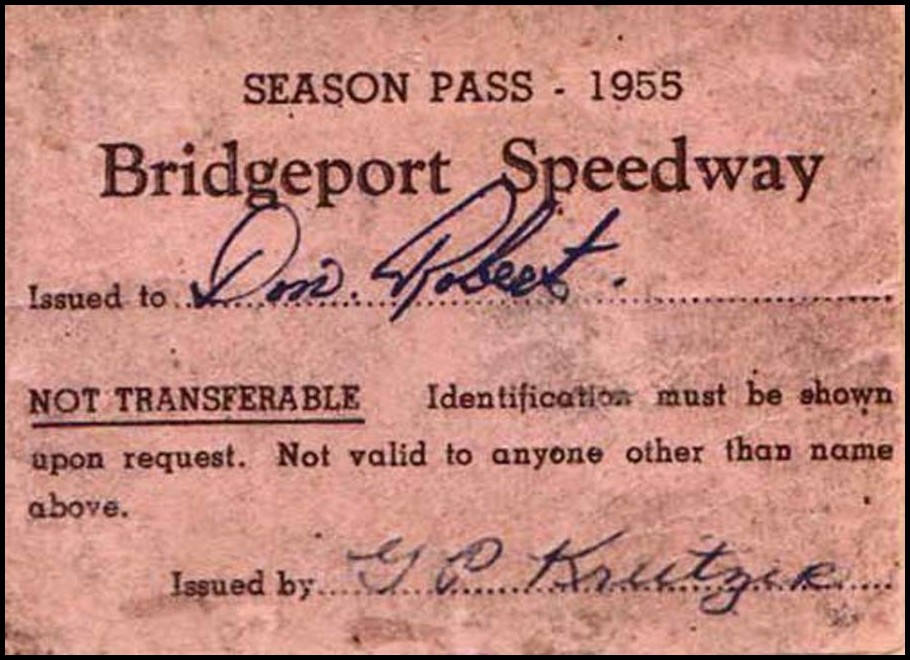 SEASON PASS - 1955
Bridgeport Speedway
Issued to Don. Robert.
NOT TRANSFERABLE Identification must be shown
upon request. Not valid to anyone other than name
above.
Issued by G P